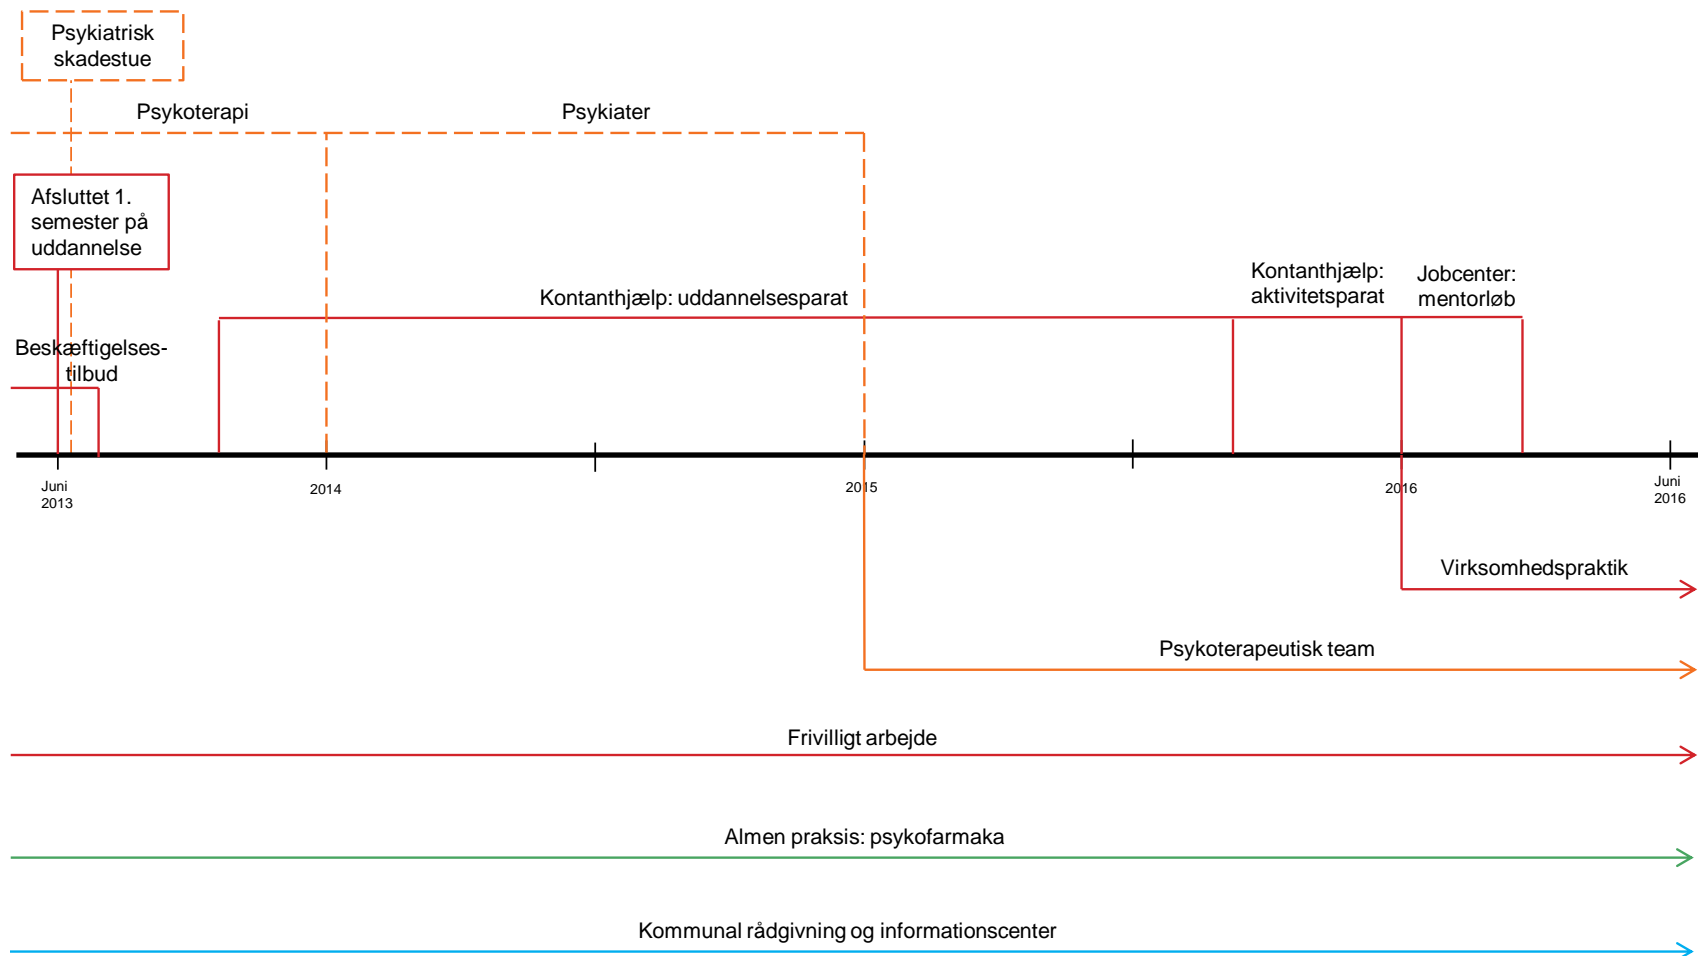 Psykiatrisk
skadestue
Psykoterapi
Psykiater
Afsluttet 1.
semester på
uddannelse
Kontanthjælp: uddannelsesparat
Kontanthjælp:
aktivitetsparat
Jobcenter:
mentorløb
Beskæftigelses-
tilbud
Juni
2013
2014
2015
2016
Juni
2016
Virksomhedspraktik
Psykoterapeutisk team
Frivilligt arbejde
Almen praksis: psykofarmaka
Kommunal rådgivning og informationscenter